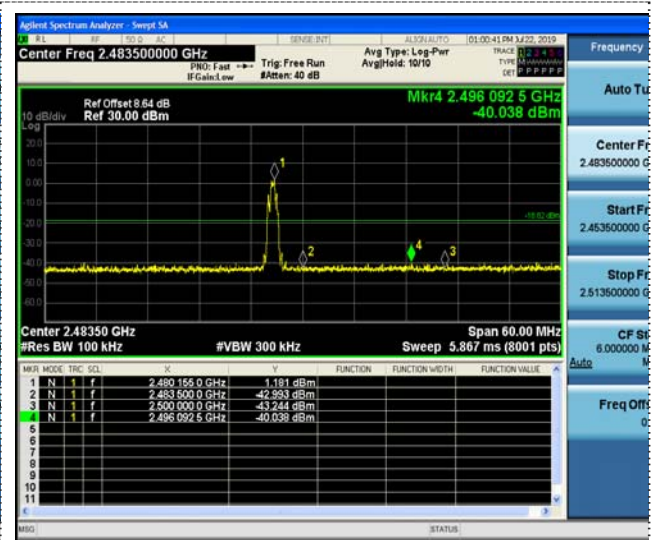 Agilent Spectrum Analyzer - Swept SA
RL RF 50 Ω AC SENSE:INT ALIGN AUTO 01:00:41 PM Jul 22, 2019
Center Freq 2.483500000 GHz
PNO: Fast
IFGain:Low
Trig: Free Run
#Atten: 40 dB
Avg Type: Log-Pwr
Avg|Hold: 10/10
TRACE 1 2 3 4 5 6
TYPE M
DET P P P P P P
Ref Offset 8.64 dB
Ref 30.00 dBm
10 dB/div
Log
Mkr4 2.496 092 5 GHz
-40.038 dBm
20.0
10.0
0.00
-10.0
-20.0
-30.0
-40.0
-50.0
-60.0
1
2
3
4
-18.82 dBm
Center 2.48350 GHz
Span 60.00 MHz
#Res BW 100 kHz
#VBW 300 kHz
Sweep 5.867 ms (8001 pts)
MKR MODE TRC SCL X Y FUNCTION FUNCTION WIDTH FUNCTION VALUE
1 N 1 f 2.480 155 0 GHz 1.181 dBm
2 N 1 f 2.483 500 0 GHz -42.993 dBm
3 N 1 f 2.500 000 0 GHz -43.244 dBm
4 N 1 f 2.496 092 5 GHz -40.038 dBm
5
6
7
8
9
10
11
MSG
STATUS
Frequency
Auto Tu
Center Fr
2.483500000 G
Start Fr
2.453500000 G
Stop Fr
2.513500000 G
CF St
6.000000 M
Auto M
Freq Offs
0